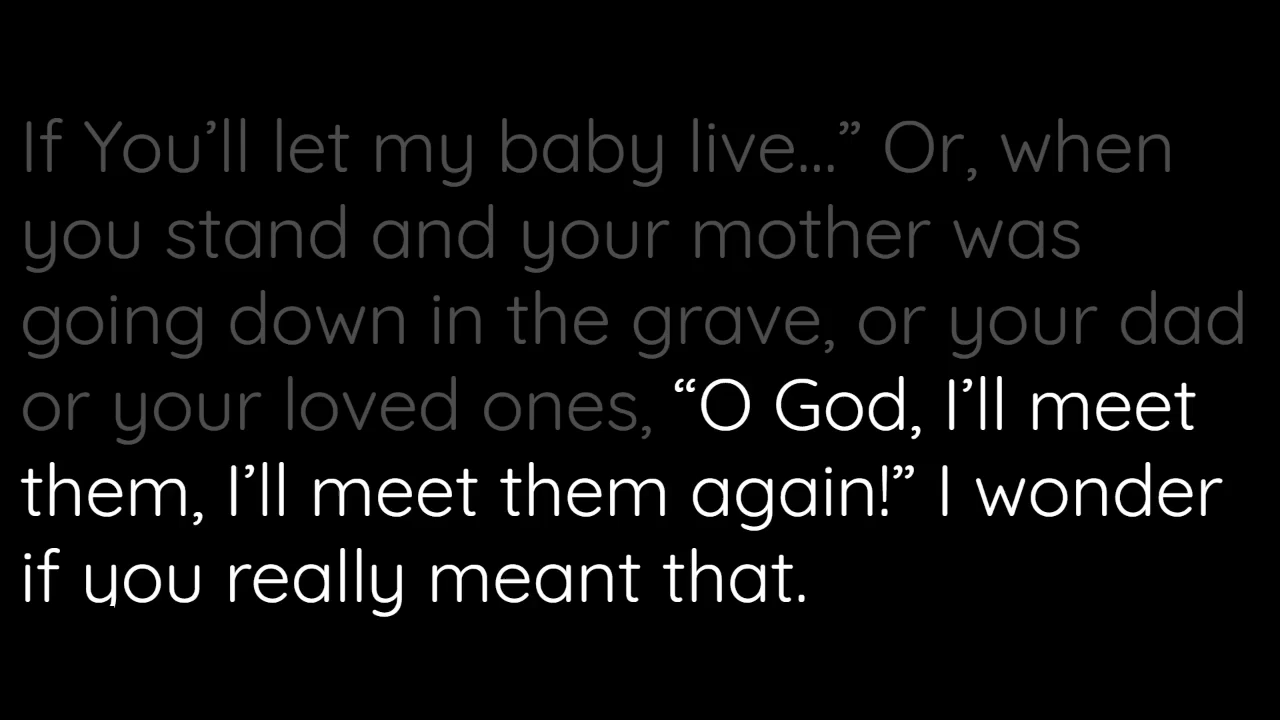 If You’ll let my baby live...” Or, when
you stand and your mother was
going down in the grave, or your dad
or your loved ones, “O God, I’ll meet
them, I’ll meet them again!” I wonder
if you really meant that.